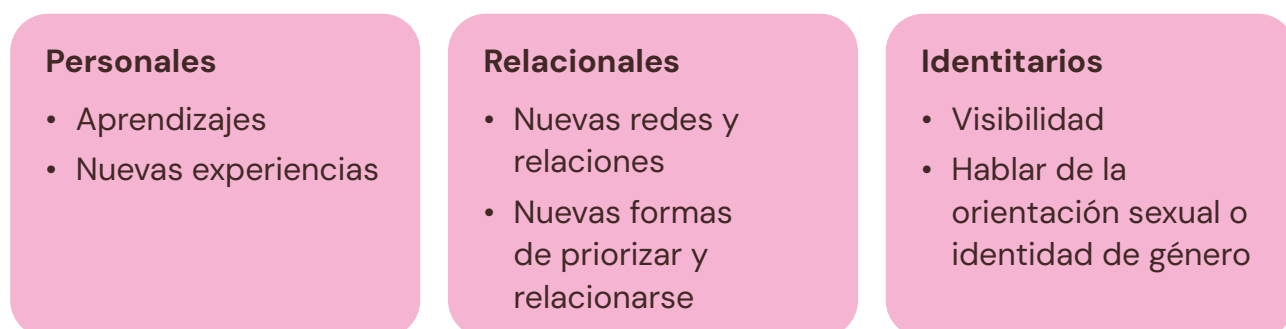 Personales
• Aprendizajes
• Nuevas experiencias
Relacionales
• Nuevas redes y
relaciones
• Nuevas formas
de priorizar y
relacionarse
Identitarios
• Visibilidad
• Hablar de la
orientación sexual o
identidad de género